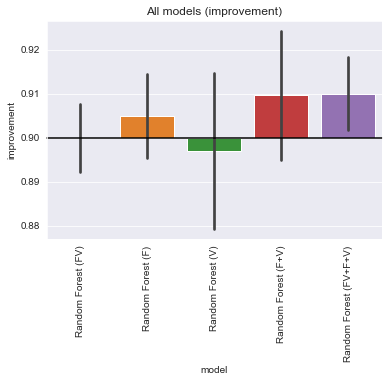 All models (improvement)
improvement
0.92
0.91
0.90
0.89
0.88
Random Forest (FV)
Random Forest (F)
Random Forest (V)
Random Forest (F+V)
Random Forest (FV+F+V)
model